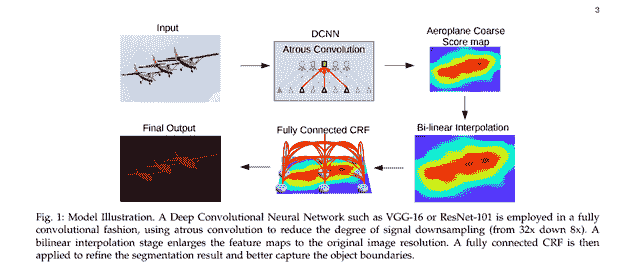 3
Input
DCNN
Atrous Convolution
Aeroplane Coarse
Score map
Final Output
Fully Connected CRF
Bi-linear Interpolation
Fig. 1: Model Illustration. A Deep Convolutional Neural Network such as VGG-16 or ResNet-101 is employed in a fully
convolutional fashion, using atrous convolution to reduce the degree of signal downsampling (from 32x down 8x). A
bilinear interpolation stage enlarges the feature maps to the original image resolution. A fully connected CRF is then
applied to refine the segmentation result and better capture the object boundaries.